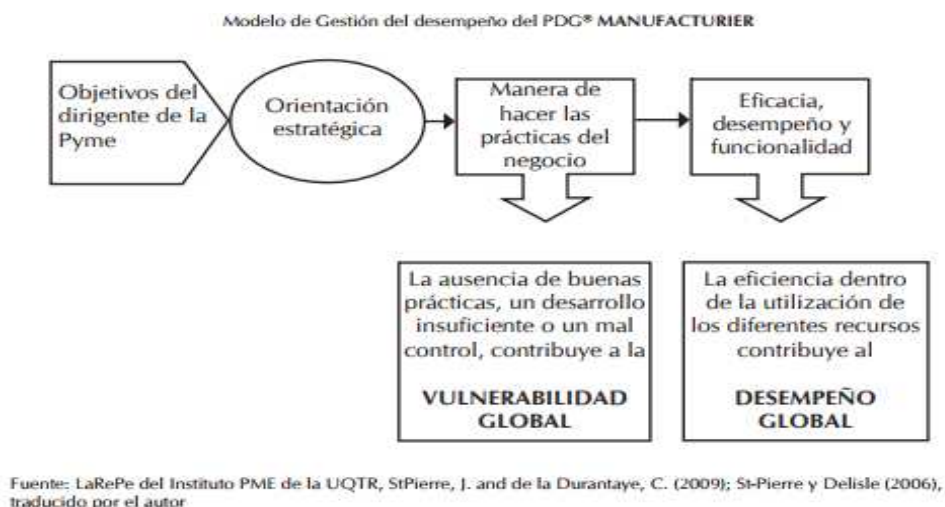 Modelo de Gestión del desempeño del PDG® MANUFACTURIER
Objetivos del
dirigente de la
Pyme
Orientación
estratégica
Manera de
hacer las
prácticas del
negocio
Eficacia,
desempeño y
funcionalidad
La ausencia de buenas
prácticas, un desarrollo
insuficiente o un mal
control, contribuye a la
VULNERABILIDAD
GLOBAL
La eficiencia dentro
de la utilización de
los diferentes recursos
contribuye al
DESEMPEÑO
GLOBAL
Fuente: LaRePe del Instituto PME de la UQTR, StPierre, J. and de la Durantaye, C. (2009); St-Pierre y Delisle (2006),
traducido por el autor